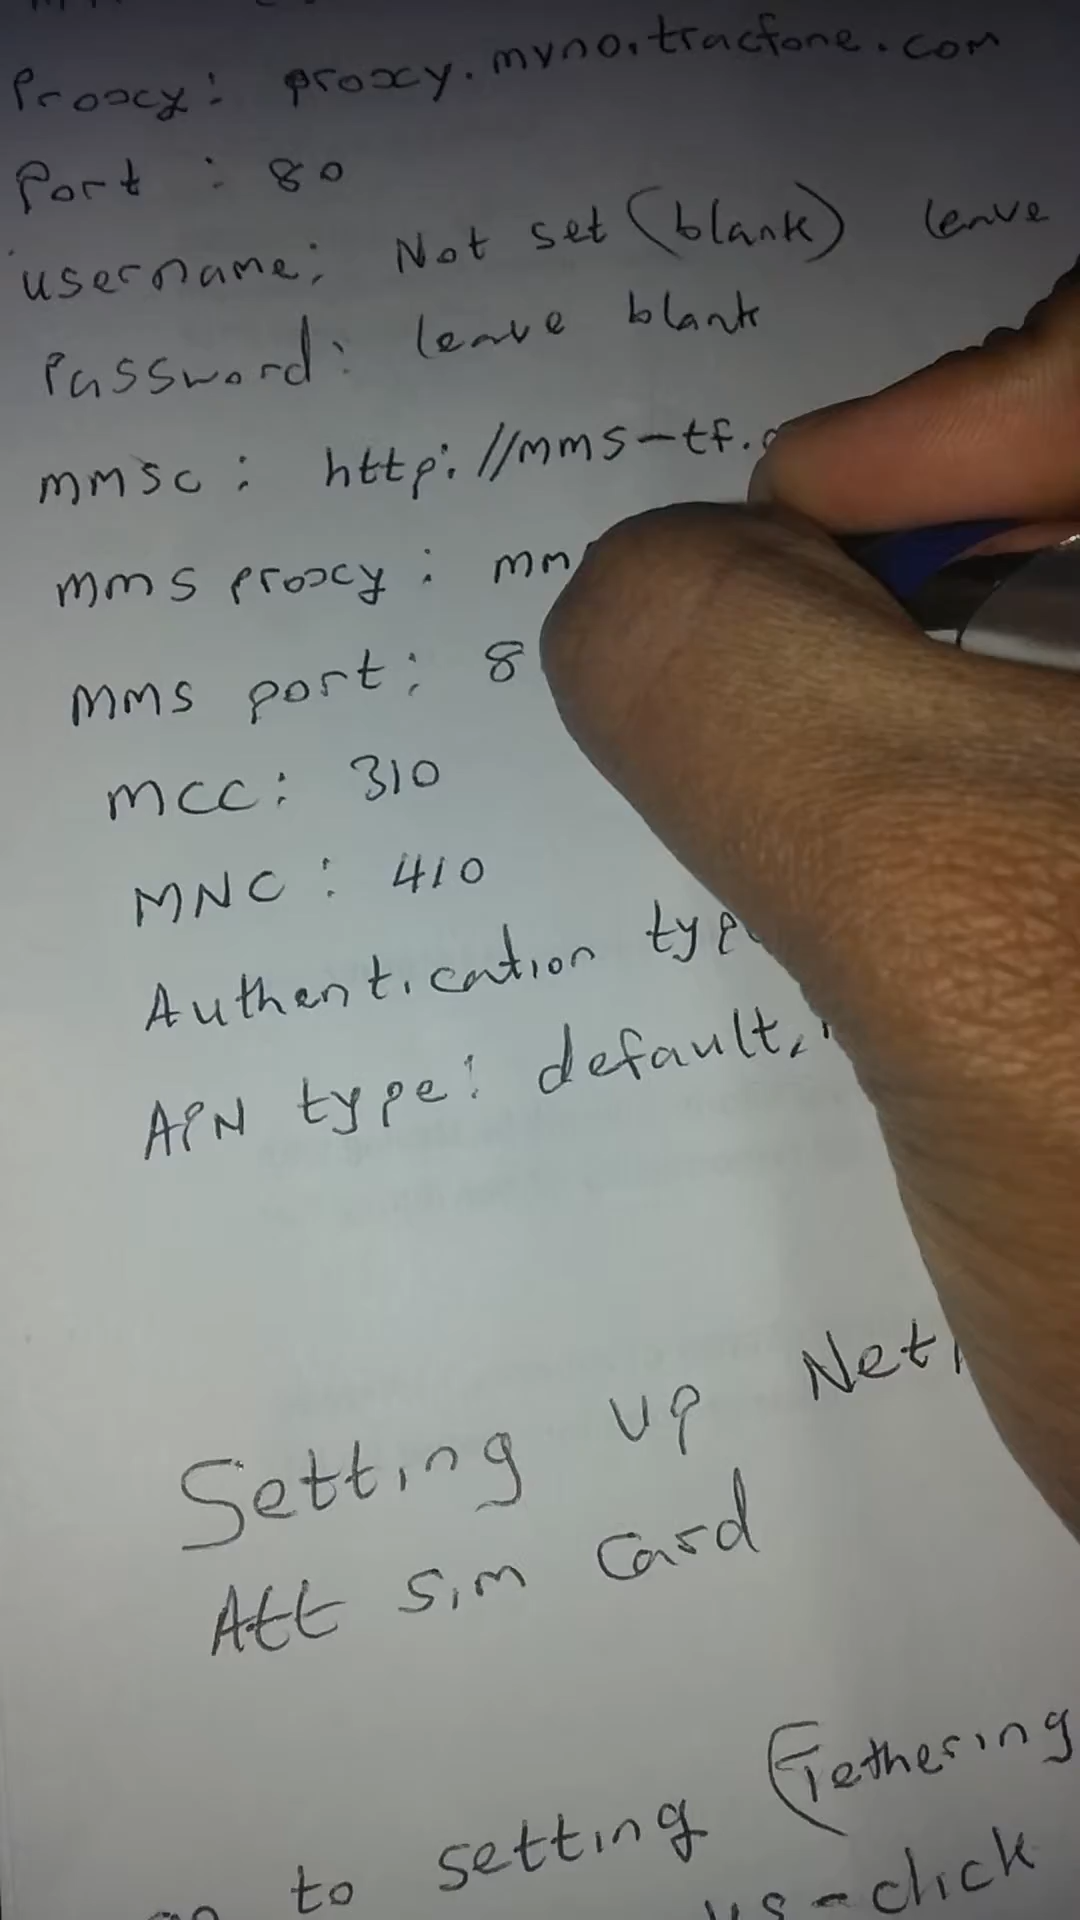 Proxy: proxy.mvno.tracfone.com
Port : 80
username: Not set (blank) leave
Password: leave blank
mmsc : http://mms-tf.
mms proxy : mm
mms port: 8
mcc: 310
MNC : 410
Authentication type
APN type: default,
Setting up Net
Att sim card
to setting (Tethering
us-click